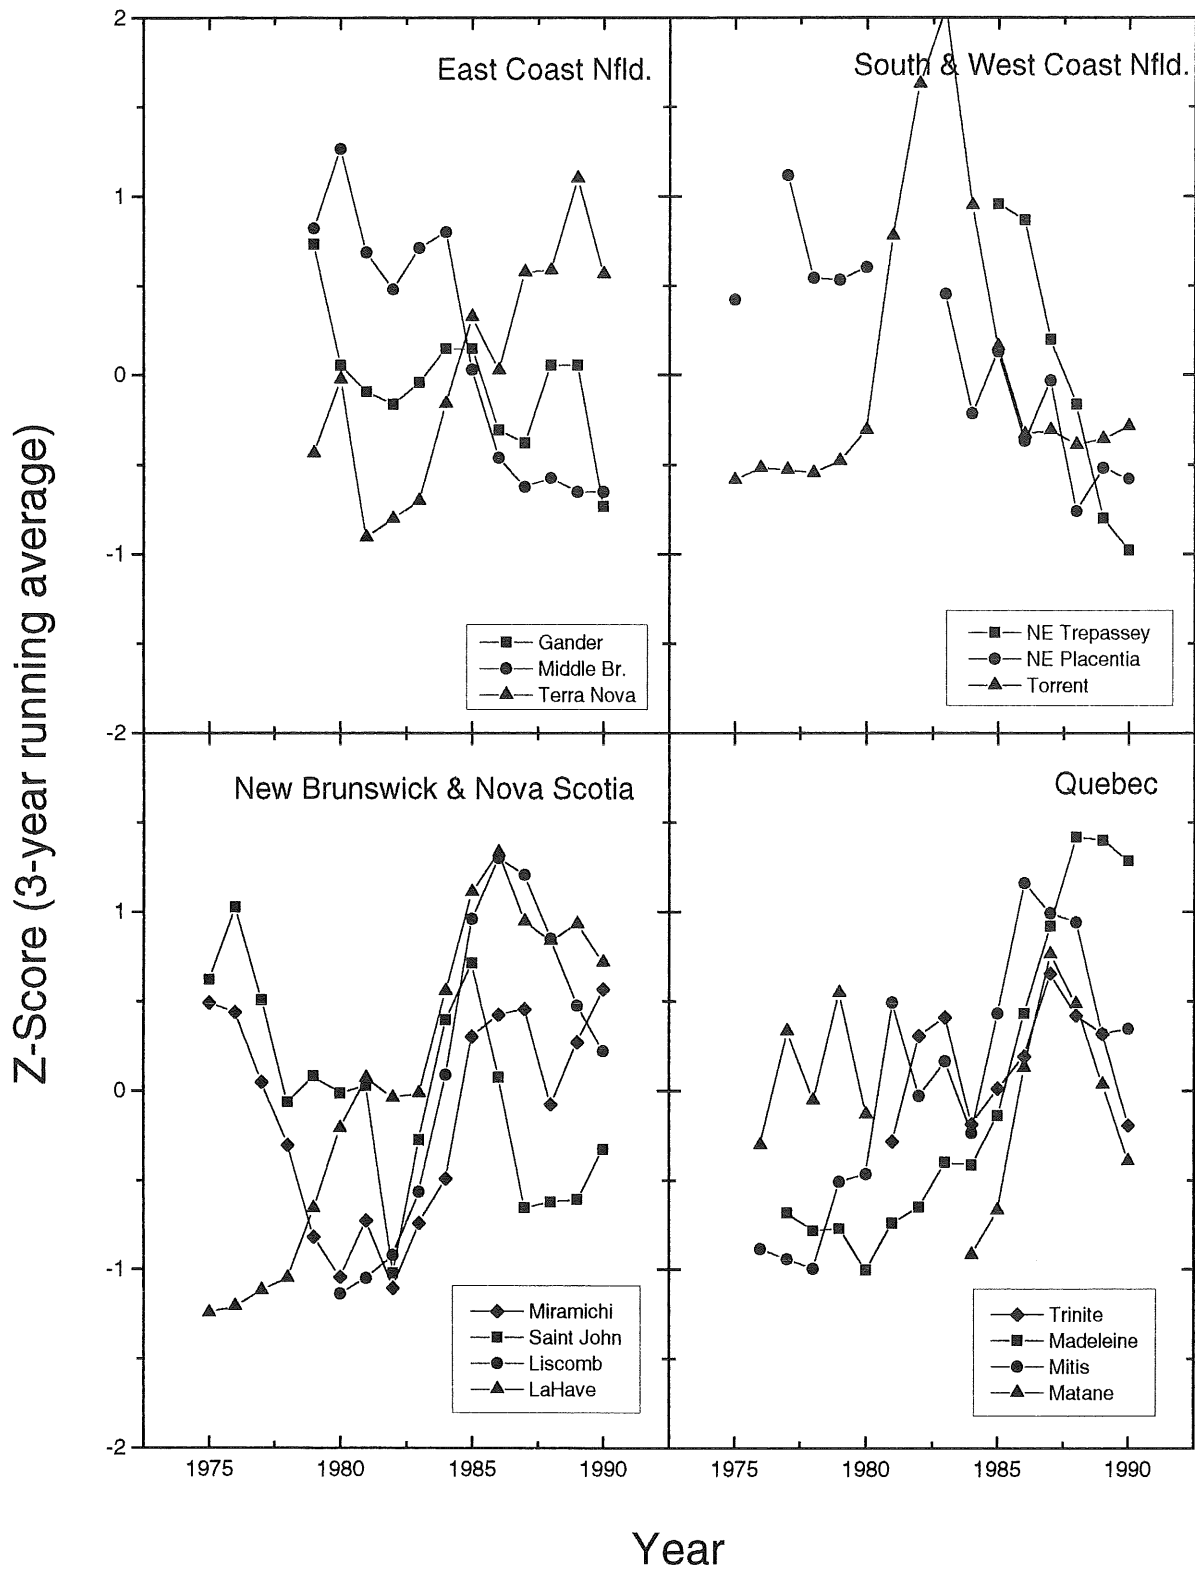 Z-Score (3-year running average)
2
1
0
-1
-2
East Coast Nfld.
Gander
Middle Br.
Terra Nova
South & West Coast Nfld.
NE Trepassey
NE Placentia
Torrent
1
0
-1
-2
New Brunswick & Nova Scotia
Miramichi
Saint John
Liscomb
LaHave
Quebec
Trinite
Madeleine
Mitis
Matane
1975 1980 1985 1990
1975 1980 1985 1990
Year